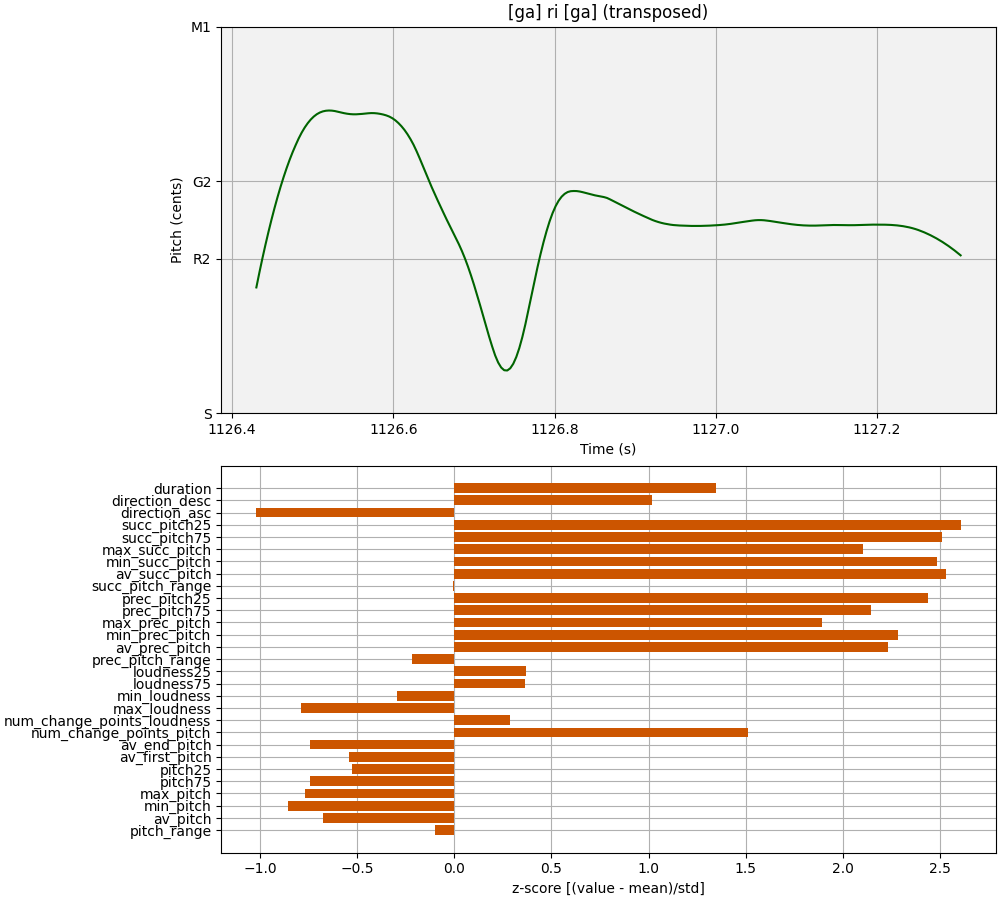 [ga] ri [ga] (transposed)
M1
G2
R2
S
Pitch (cents)
1126.4 1126.6 1126.8 1127.0 1127.2
Time (s)
duration
direction_desc
direction_asc
succ_pitch25
succ_pitch75
max_succ_pitch
min_succ_pitch
av_succ_pitch
succ_pitch_range
prec_pitch25
prec_pitch75
max_prec_pitch
min_prec_pitch
av_prec_pitch
prec_pitch_range
loudness25
loudness75
min_loudness
max_loudness
num_change_points_loudness
num_change_points_pitch
av_end_pitch
av_first_pitch
pitch25
pitch75
max_pitch
min_pitch
av_pitch
pitch_range
−1.0 −0.5 0.0 0.5 1.0 1.5 2.0 2.5
z-score [(value - mean)/std]